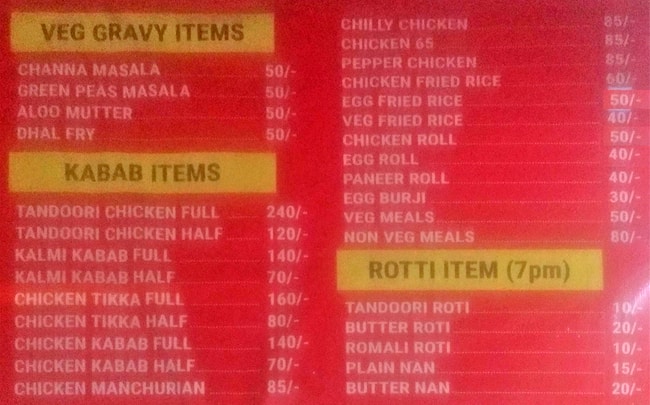 VEG GRAVY ITEMS
CHANNA MASALA 50/-
GREEN PEAS MASALA 50/-
ALOO MUTTER 50/-
DHAL FRY 50/-
KABAB ITEMS
TANDOORI CHICKEN FULL 240/-
TANDOORI CHICKEN HALF 120/-
KALMI KABAB FULL 140/-
KALMI KABAB HALF 70/-
CHICKEN TIKKA FULL 160/-
CHICKEN TIKKA HALF 80/-
CHICKEN KABAB FULL 140/-
CHICKEN KABAB HALF 70/-
CHICKEN MANCHURIAN 85/-
CHILLY CHICKEN 85/-
CHICKEN 65 85/-
PEPPER CHICKEN 85/-
CHICKEN FRIED RICE 60/-
EGG FRIED RICE 50/-
VEG FRIED RICE 40/-
CHICKEN ROLL 50/-
EGG ROLL 40/-
PANEER ROLL 40/-
EGG BURJI 30/-
VEG MEALS 50/-
NON VEG MEALS 80/-
ROTTI ITEM (7pm)
TANDOORI ROTI 10/-
BUTTER ROTI 20/-
ROMALI ROTI 10/-
PLAIN NAN 15/-
BUTTER NAN 20/-